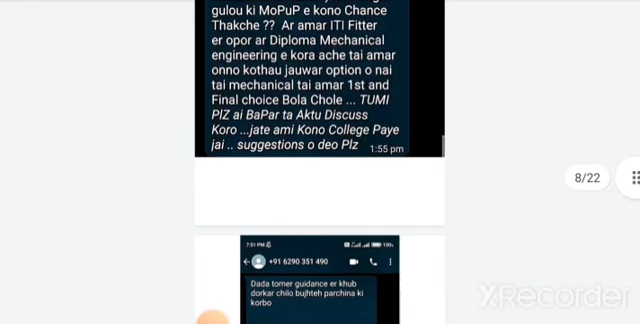 gulou ki MoPuP e kono Chance
Thakche ?? Ar amar ITI Fitter
er opor ar Diploma Mechanical
engineering e kora ache tai amar
onno kothau jauwar option o nai
tai mechanical tai amar 1st and
Final choice Bola Chole ... TUMI
PlZ ai BaPar ta Aktu Discuss
Koro ...jate ami Kono College Paye
jai .. suggestions o deo Plz
1:55 pm
8/22
7:51 PM
+91 6290 351 490
Dada tomer guidance er khub
dorkar chilo bujhteh parchina ki
korbo
XRecorder